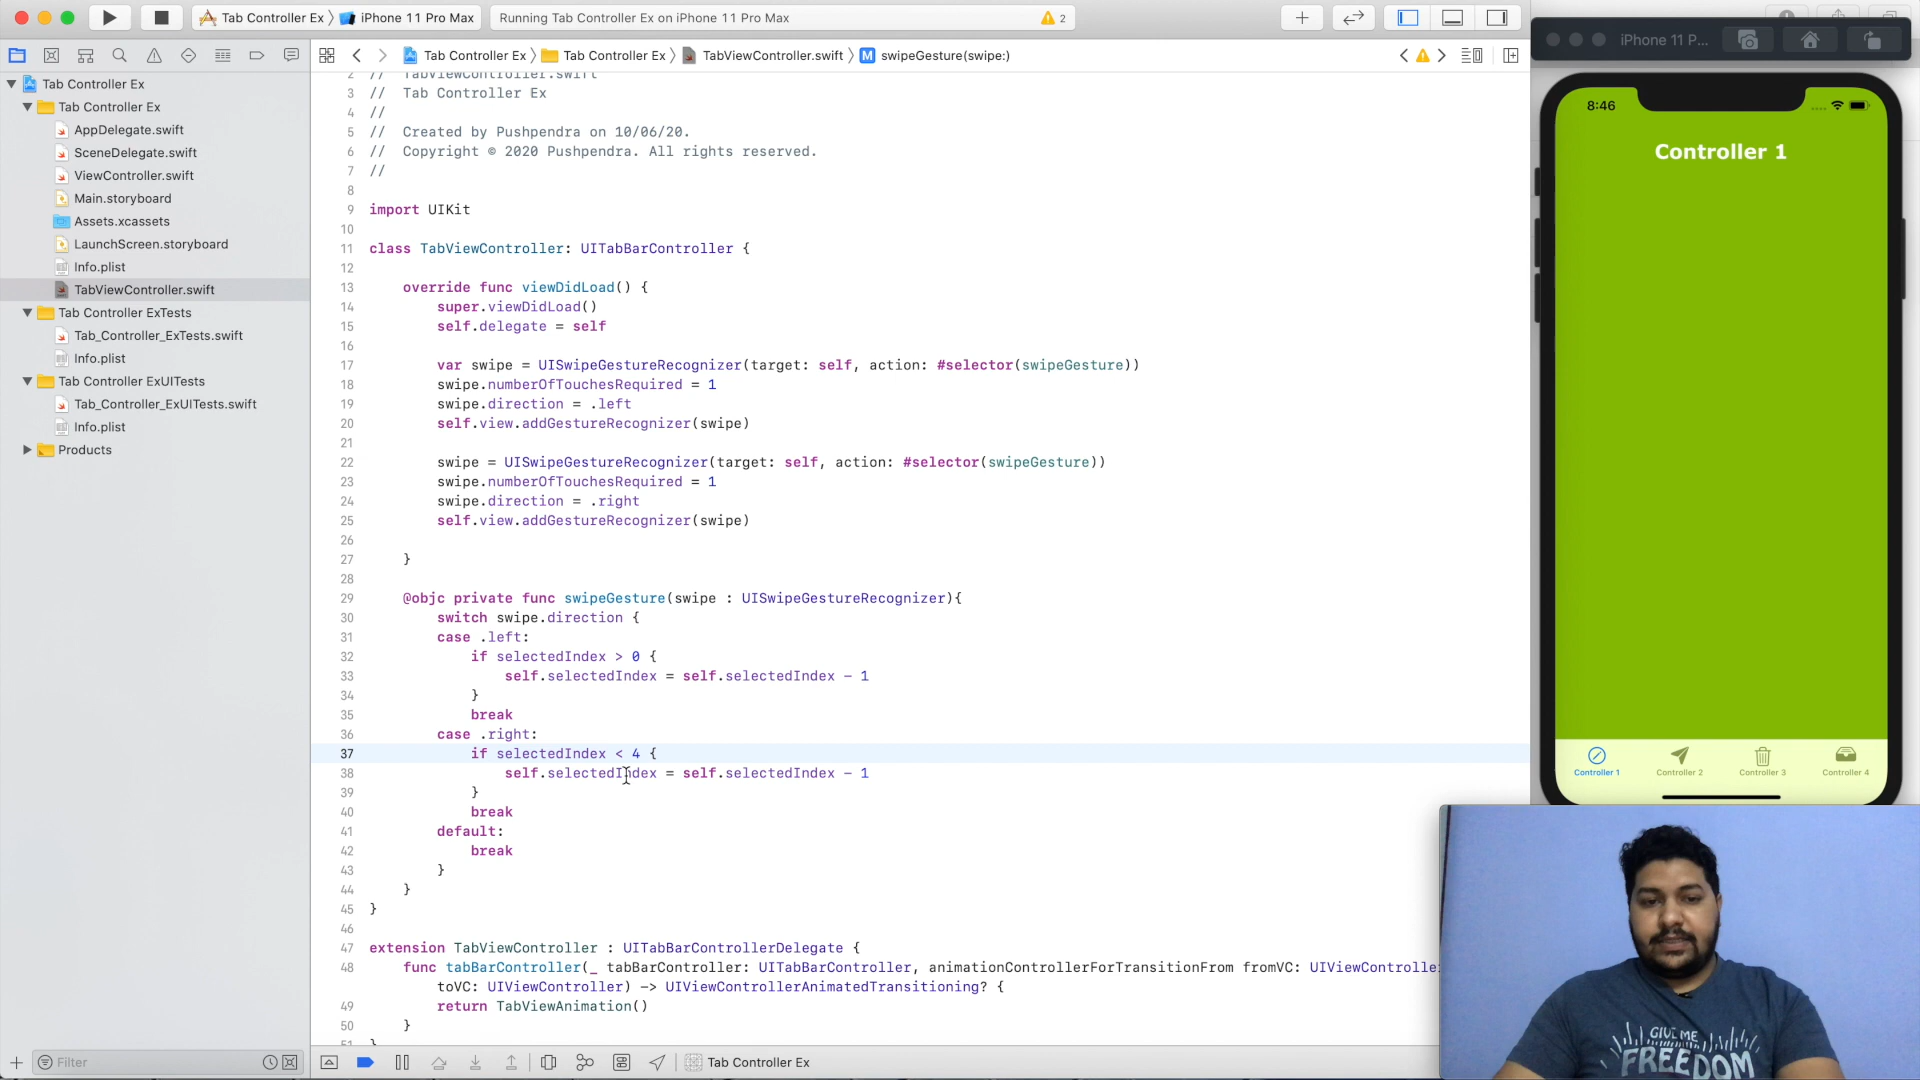 Tab Controller Ex
iPhone 11 Pro Max
Running Tab Controller Ex on iPhone 11 Pro Max
2
iPhone 11 P...
Tab Controller Ex
Tab Controller Ex
TabViewController.swift
M
swipeGesture(swipe:)
Tab Controller Ex
Tab Controller Ex
AppDelegate.swift
SceneDelegate.swift
ViewController.swift
Main.storyboard
Assets.xcassets
LaunchScreen.storyboard
Info.plist
TabViewController.swift
Tab Controller ExTests
Tab_Controller_ExTests.swift
Info.plist
Tab Controller ExUITests
Tab_Controller_ExUITests.swift
Info.plist
Products
Filter
2 // TabViewController.swift
3 // Tab Controller Ex
4 //
5 // Created by Pushpendra on 10/06/20.
6 // Copyright © 2020 Pushpendra. All rights reserved.
7 //
8
9 import UIKit
10
11 class TabViewController: UITabBarController {
12
13 override func viewDidLoad() {
14 super.viewDidLoad()
15 self.delegate = self
16
17 var swipe = UISwipeGestureRecognizer(target: self, action: #selector(swipeGesture))
18 swipe.numberOfTouchesRequired = 1
19 swipe.direction = .left
20 self.view.addGestureRecognizer(swipe)
21
22 swipe = UISwipeGestureRecognizer(target: self, action: #selector(swipeGesture))
23 swipe.numberOfTouchesRequired = 1
24 swipe.direction = .right
25 self.view.addGestureRecognizer(swipe)
26
27 }
28
29 @objc private func swipeGesture(swipe : UISwipeGestureRecognizer){
30 switch swipe.direction {
31 case .left:
32 if selectedIndex > 0 {
33 self.selectedIndex = self.selectedIndex - 1
34 }
35 break
36 case .right:
37 if selectedIndex < 4 {
38 self.selectedIndex = self.selectedIndex - 1
39 }
40 break
41 default:
42 break
43 }
44 }
45 }
46
47 extension TabViewController : UITabBarControllerDelegate {
48 func tabBarController(_ tabBarController: UITabBarController, animationControllerForTransitionFrom fromVC: UIViewControlle
toVC: UIViewController) -> UIViewControllerAnimatedTransitioning? {
49 return TabViewAnimation()
50 }
51 }
Tab Controller Ex
8:46
Controller 1
Controller 1
Controller 2
Controller 3
Controller 4
GIVE ME
FREEDOM